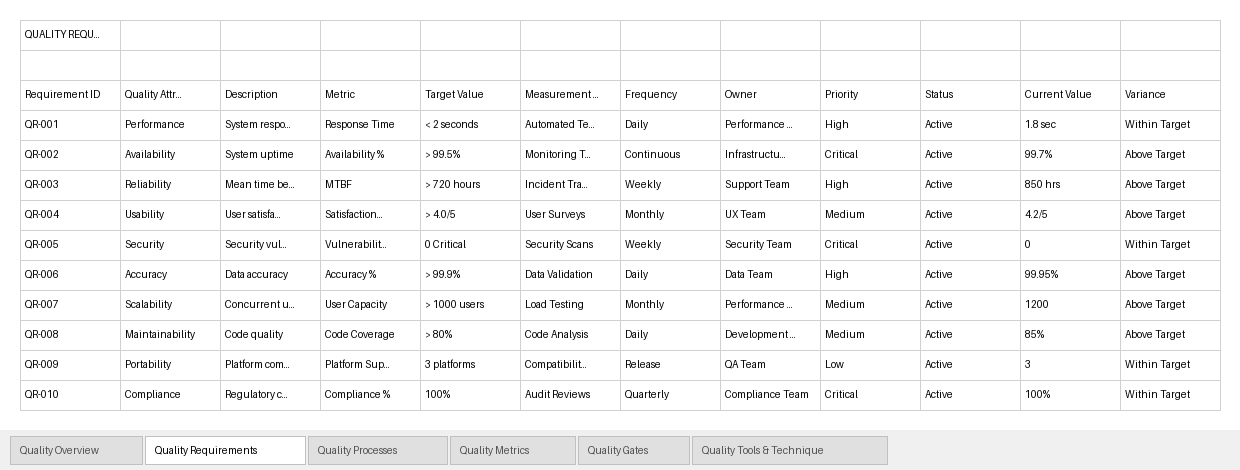 QUALITY REQU...
Requirement ID Quality Attr... Description Metric Target Value Measurement ... Frequency Owner Priority Status Current Value Variance
QR-001 Performance System respo... Response Time < 2 seconds Automated Te... Daily Performance ... High Active 1.8 sec Within Target
QR-002 Availability System uptime Availability % > 99.5% Monitoring T... Continuous Infrastructu... Critical Active 99.7% Above Target
QR-003 Reliability Mean time be... MTBF > 720 hours Incident Tra... Weekly Support Team High Active 850 hrs Above Target
QR-004 Usability User satisfa... Satisfaction... > 4.0/5 User Surveys Monthly UX Team Medium Active 4.2/5 Above Target
QR-005 Security Security vul... Vulnerabilit... 0 Critical Security Scans Weekly Security Team Critical Active 0 Within Target
QR-006 Accuracy Data accuracy Accuracy % > 99.9% Data Validation Daily Data Team High Active 99.95% Above Target
QR-007 Scalability Concurrent u... User Capacity > 1000 users Load Testing Monthly Performance ... Medium Active 1200 Above Target
QR-008 Maintainability Code quality Code Coverage > 80% Code Analysis Daily Development ... Medium Active 85% Above Target
QR-009 Portability Platform com... Platform Sup... 3 platforms Compatibilit... Release QA Team Low Active 3 Within Target
QR-010 Compliance Regulatory c... Compliance % 100% Audit Reviews Quarterly Compliance Team Critical Active 100% Within Target
Quality Overview Quality Requirements Quality Processes Quality Metrics Quality Gates Quality Tools & Technique